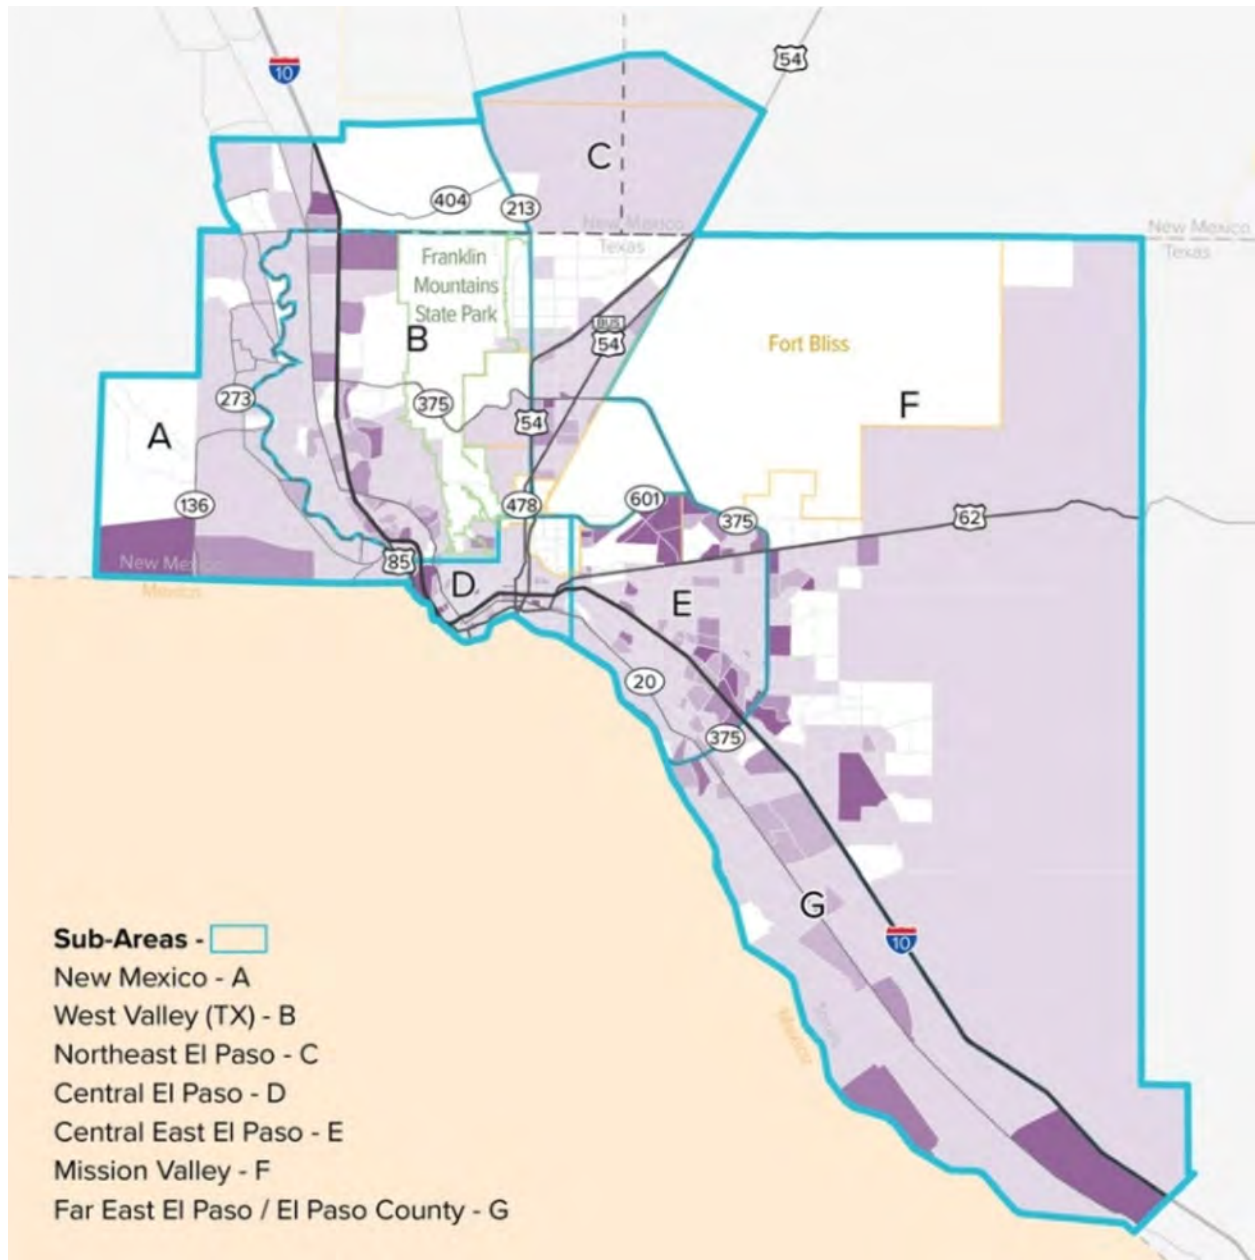 10
54
C
404
213
New Mexico
Texas
New Mexico
Texas
Franklin
Mountains
State Park
B
BUS
54
Fort Bliss
F
375
273
54
A
136
478
601
375
62
New Mexico
Mexico
85
D
E
20
375
G
10
Texas
Mexico
Sub-Areas -
New Mexico - A
West Valley (TX) - B
Northeast El Paso - C
Central El Paso - D
Central East El Paso - E
Mission Valley - F
Far East El Paso / El Paso County - G